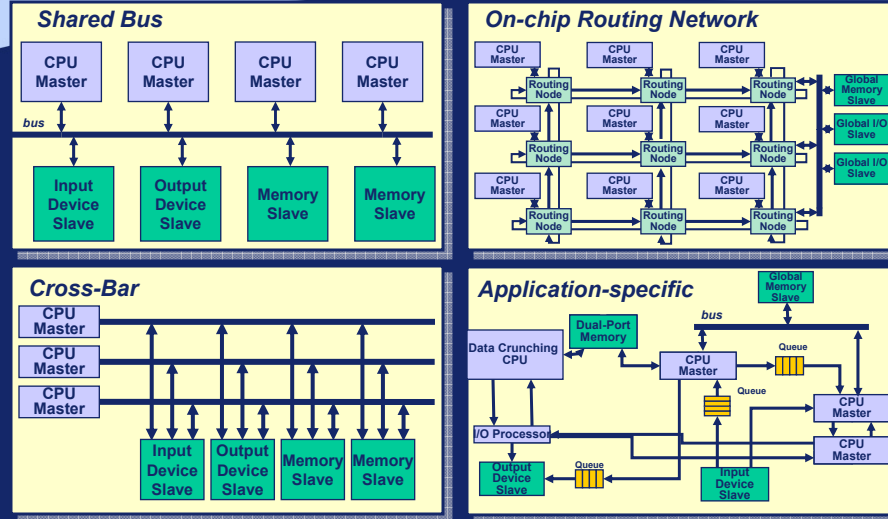 Shared Bus
CPU
Master
CPU
Master
CPU
Master
CPU
Master
bus
Input
Device
Slave
Output
Device
Slave
Memory
Slave
Memory
Slave
On-chip Routing Network
CPU
Master
CPU
Master
CPU
Master
Routing
Node
Routing
Node
Routing
Node
Global
Memory
Slave
CPU
Master
CPU
Master
CPU
Master
Global I/O
Slave
Routing
Node
Routing
Node
Routing
Node
Global I/O
Slave
CPU
Master
CPU
Master
CPU
Master
Routing
Node
Routing
Node
Routing
Node
Cross-Bar
CPU
Master
CPU
Master
CPU
Master
Input
Device
Slave
Output
Device
Slave
Memory
Slave
Memory
Slave
Application-specific
Global
Memory
Slave
bus
Dual-Port
Memory
Data Crunching
CPU
CPU
Master
Queue
Queue
CPU
Master
I/O Processor
CPU
Master
Output
Device
Slave
Queue
Input
Device
Slave